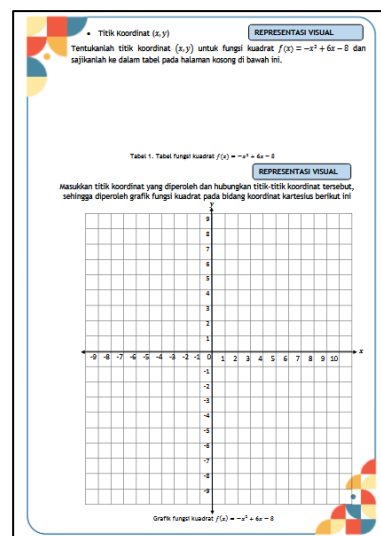 • Titik Koordinat (x, y)
REPRESENTASI VISUAL
Tentukanlah titik koordinat (x, y) untuk fungsi kuadrat f(x) = −x² + 6x − 8 dan
sajikanlah ke dalam tabel pada halaman kosong di bawah ini.
Tabel 1. Tabel fungsi kuadrat f(x) = −x² + 6x − 8
REPRESENTASI VISUAL
Masukkan titik koordinat yang diperoleh dan hubungkan titik-titik koordinat tersebut,
sehingga diperoleh grafik fungsi kuadrat pada bidang koordinat kartesius berikut ini
y
9
8
7
6
5
4
3
2
1
-9 -8 -7 -6 -5 -4 -3 -2 -1 0 1 2 3 4 5 6 7 8 9 10 x
-1
-2
-3
-4
-5
-6
-7
-8
-9
Grafik fungsi kuadrat f(x) = −x² + 6x − 8